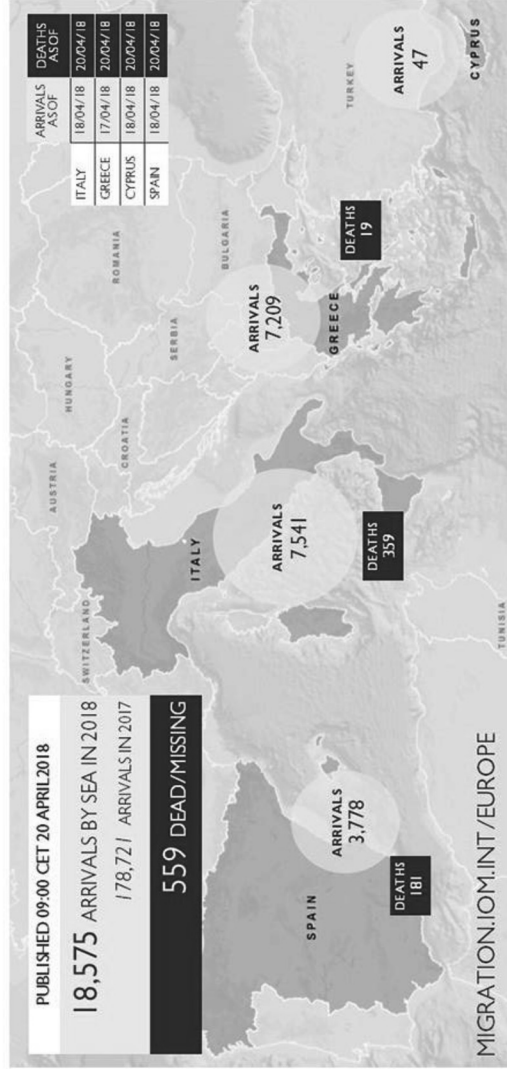 PUBLISHED 09:00 CET 20 APRIL2018
18,575 ARRIVALS BY SEA IN 2018
178,721 ARRIVALS IN 2017
559 DEAD/MISSING
ARRIVALS AS OF
DEATHS AS OF
ITALY 18/04/18 20/04/18
GREECE 17/04/18 20/04/18
CYPRUS 18/04/18 20/04/18
SPAIN 18/04/18 20/04/18
SWITZERLAND
AUSTRIA
HUNGARY
CROATIA
ROMANIA
SERBIA
BULGARIA
ITALY
TURKEY
ARRIVALS
7,209
ARRIVALS
7,541
GREECE
DEATHS
19
ARRIVALS
47
CYPRUS
SPAIN
ARRIVALS
3,778
DEATHS
359
DEATHS
181
TUNISIA
MIGRATION.IOM.INT/EUROPE